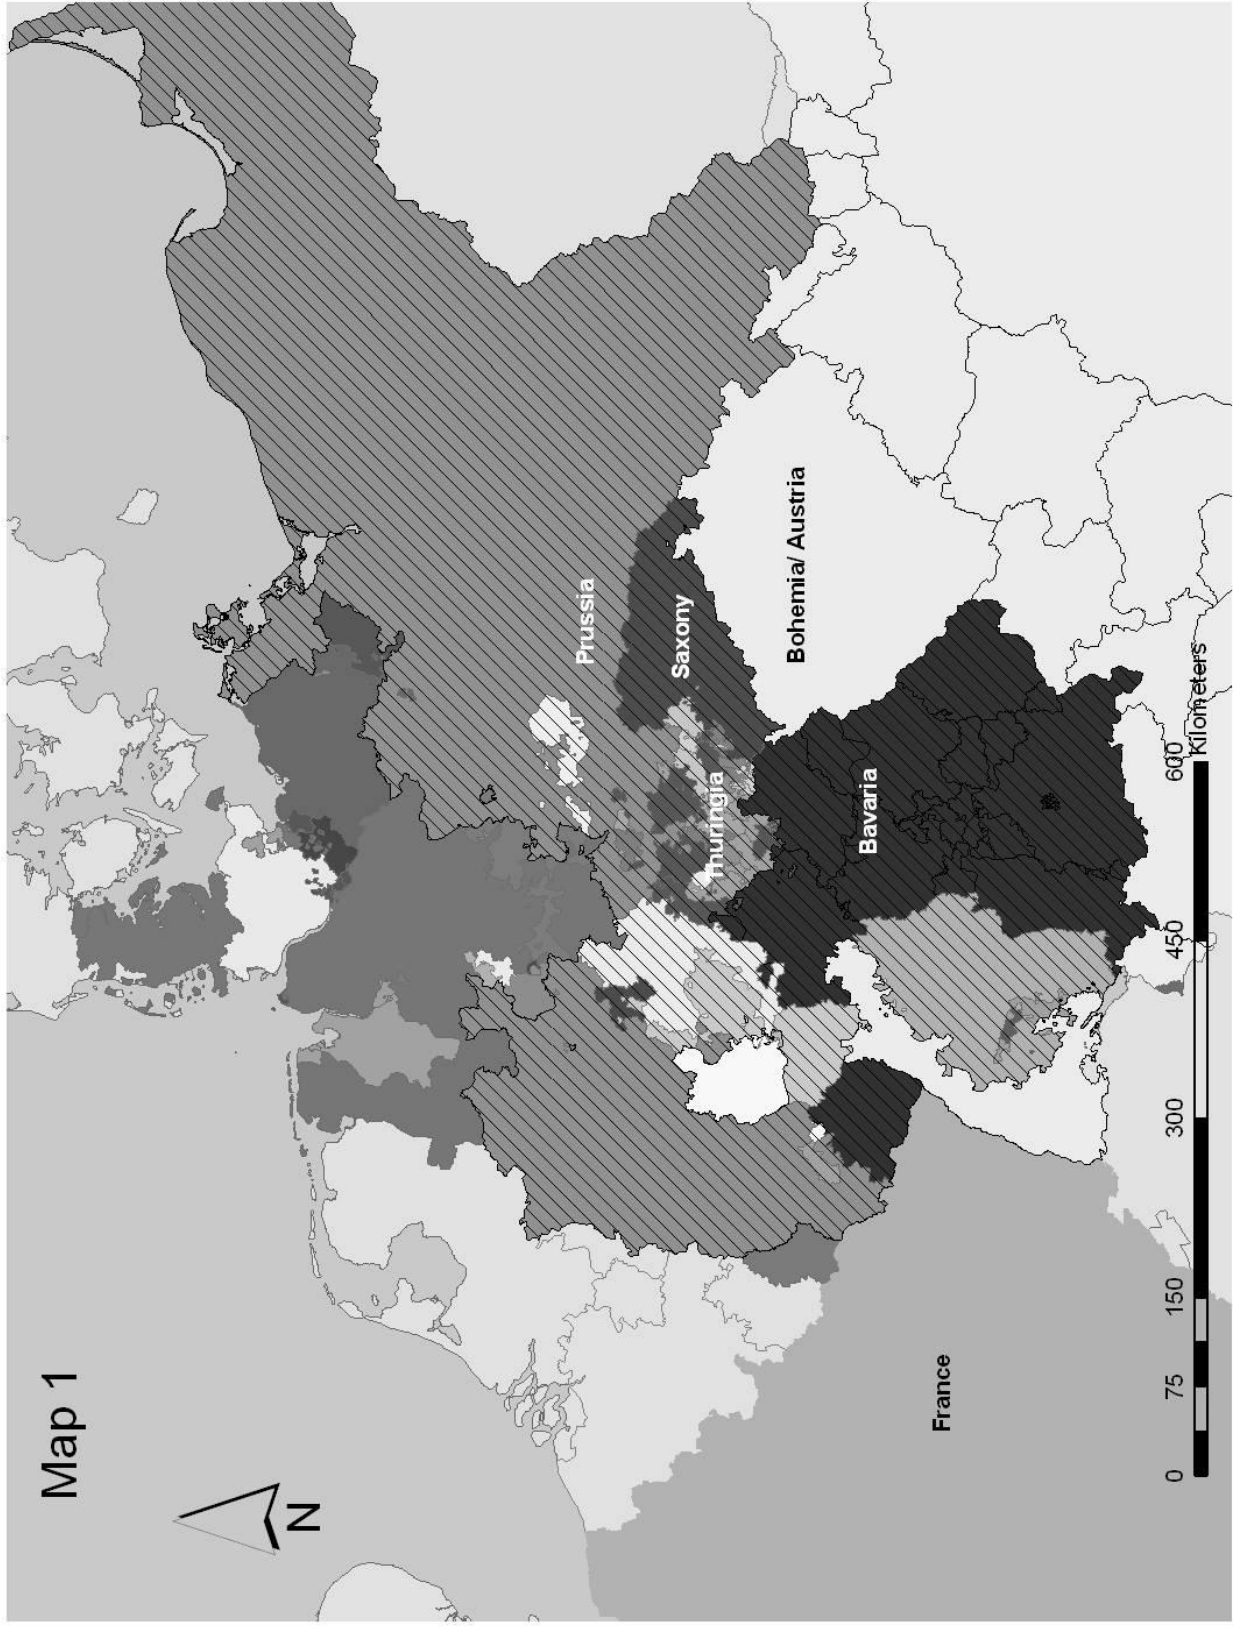 Map 1
N
Prussia
Saxony
Thuringia
Bohemia/ Austria
Bavaria
France
0 75 150 300 450 600
Kilometers